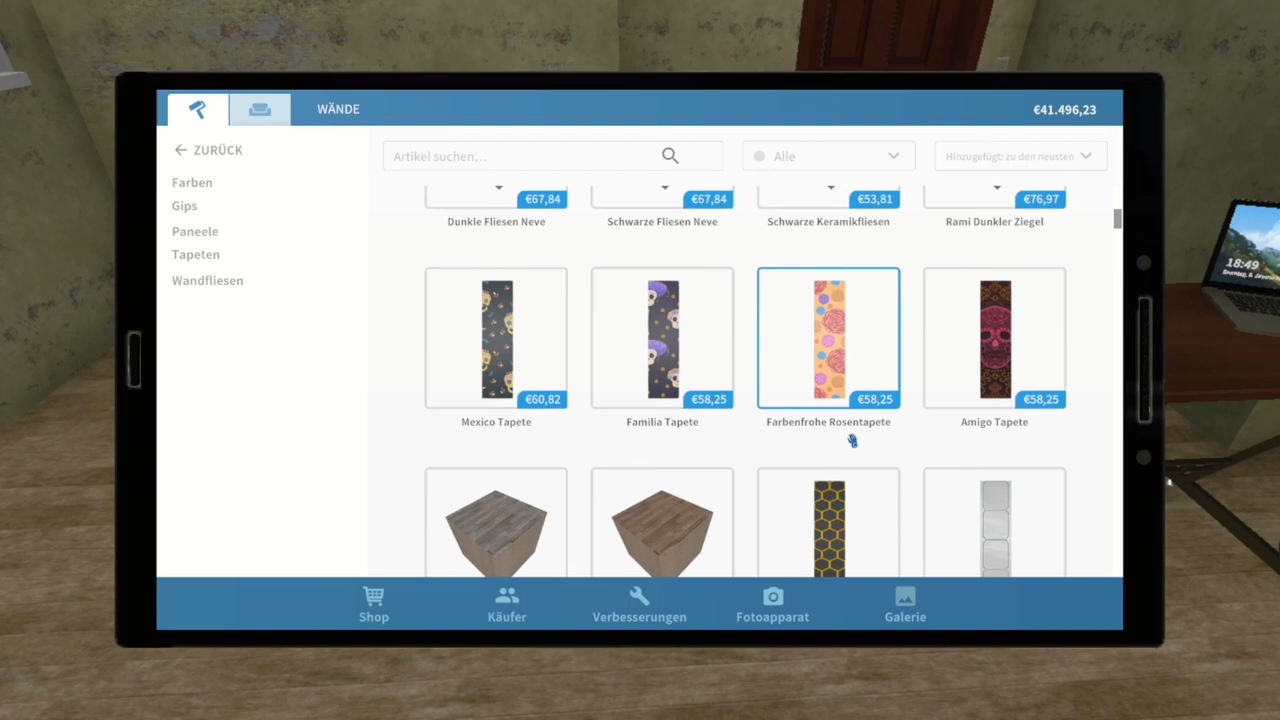 WÄNDE
€41.496,23
ZURÜCK
Farben
Gips
Paneele
Tapeten
Wandfliesen
Artikel suchen...
Alle
Hinzugefügt: zu den neusten
€67,84
€67,84
€53,81
€76,97
Dunkle Fliesen Neve
Schwarze Fliesen Neve
Schwarze Keramikfliesen
Rami Dunkler Ziegel
€60,82
€58,25
€58,25
€58,25
Mexico Tapete
Familia Tapete
Farbenfrohe Rosentapete
Amigo Tapete
Shop
Käufer
Verbesserungen
Fotoapparat
Galerie
18:49